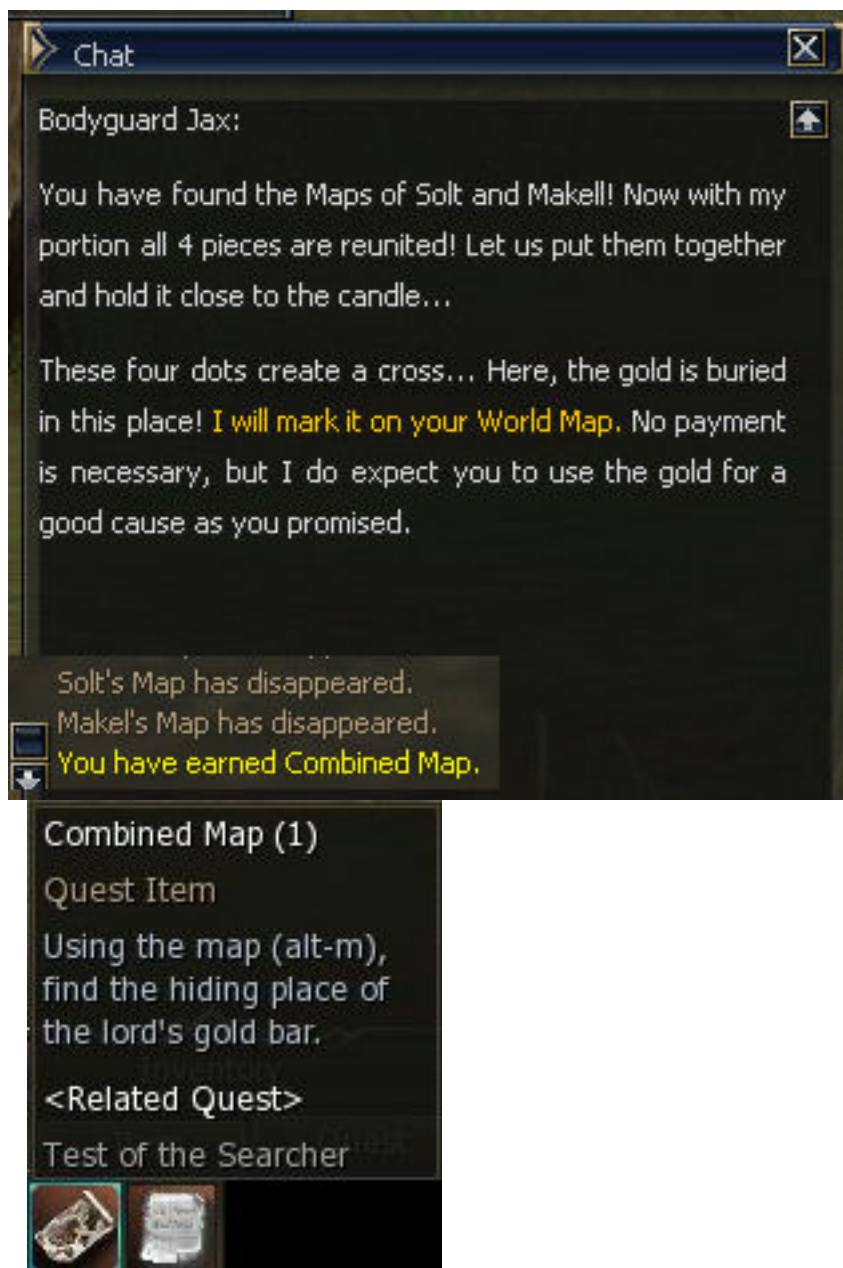 Chat
Bodyguard Jax:
You have found the Maps of Solt and Makell! Now with my
portion all 4 pieces are reunited! Let us put them together
and hold it close to the candle...
These four dots create a cross... Here, the gold is buried
in this place! I will mark it on your World Map. No payment
is necessary, but I do expect you to use the gold for a
good cause as you promised.
Solt's Map has disappeared.
Makel's Map has disappeared.
You have earned Combined Map.
Combined Map (1)
Quest Item
Using the map (alt-m),
find the hiding place of
the lord's gold bar.
Inventory
<Related Quest>
Quest
Test of the Searcher